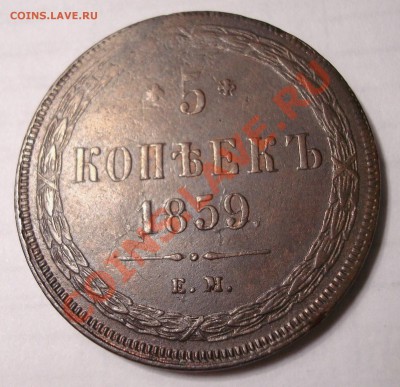 COINS.LAVE.RU
* 5 *
КОПѢЕКЪ
1859.
Е.М.
COINS.LAVE.RU